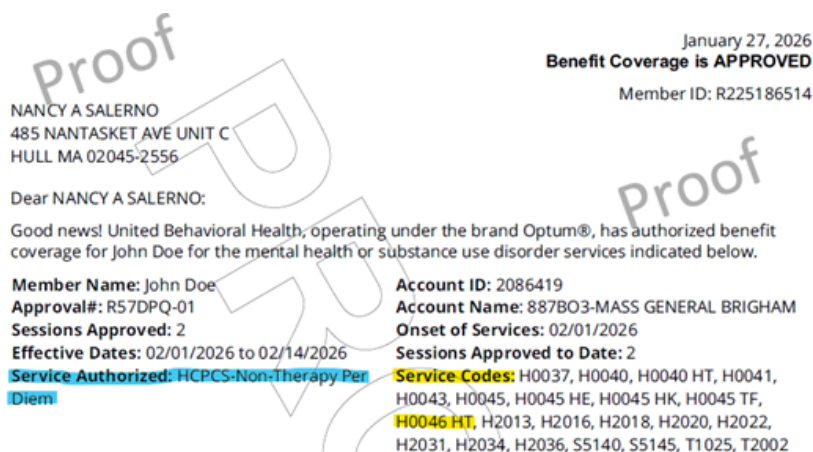 January 27, 2026
Proof
Benefit Coverage is APPROVED
Member ID: R225186514
NANCY A SALERNO
485 NANTASKET AVE UNIT C
HULL MA 02045-2556
Proof
Dear NANCY A SALERNO:
Good news! United Behavioral Health, operating under the brand Optum®, has authorized benefit
coverage for John Doe for the mental health or substance use disorder services indicated below.
Member Name: John Doe
Approval#: R57DPQ-01
Sessions Approved: 2
Effective Dates: 02/01/2026 to 02/14/2026
Service Authorized: HCPCS-Non-Therapy Per
Diem
Account ID: 2086419
Account Name: 887BO3-MASS GENERAL BRIGHAM
Onset of Services: 02/01/2026
Sessions Approved to Date: 2
Service Codes: H0037, H0040, H0040 HT, H0041,
H0043, H0045, H0045 HE, H0045 HK, H0045 TF,
H0046 HT, H2013, H2016, H2018, H2020, H2022,
H2031, H2034, H2036, S5140, S5145, T1025, T2002
PRO